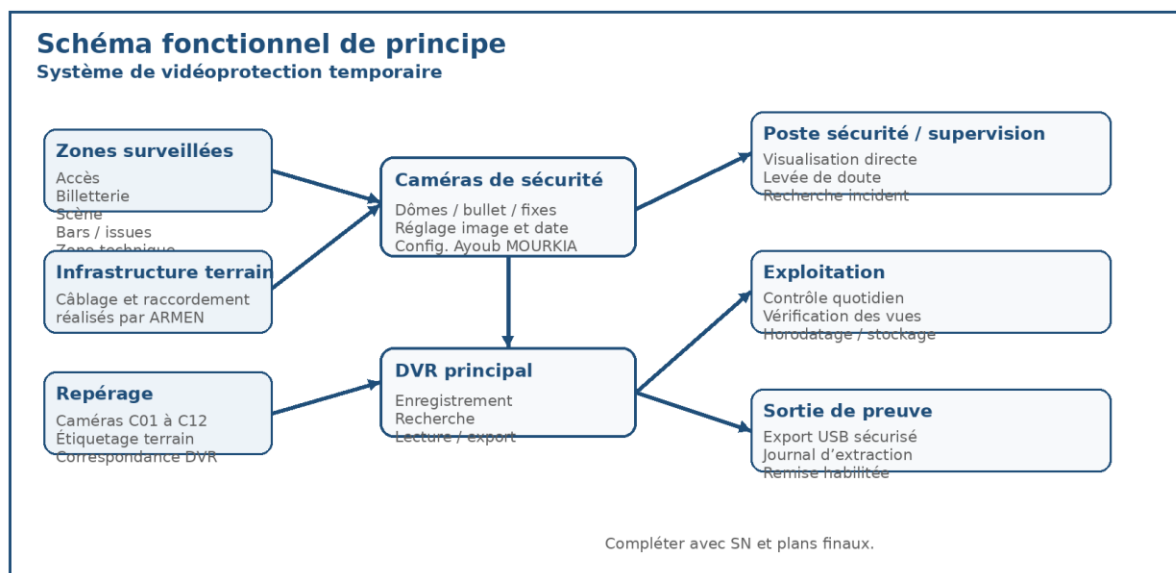 Schéma fonctionnel de principe
Système de vidéoprotection temporaire
Zones surveillées
Accès
Billetterie
Scène
Bars / issues
Zone technique
Infrastructure terrain
Câblage et raccordement
réalisés par ARMEN
Repérage
Caméras C01 à C12
Étiquetage terrain
Correspondance DVR
Caméras de sécurité
Dômes / bullet / fixes
Réglage image et date
Config. Ayoub MOURKIA
DVR principal
Enregistrement
Recherche
Lecture / export
Poste sécurité / supervision
Visualisation directe
Levée de doute
Recherche incident
Exploitation
Contrôle quotidien
Vérification des vues
Horodatage / stockage
Sortie de preuve
Export USB sécurisé
Journal d’extraction
Remise habilitée
Compléter avec SN et plans finaux.